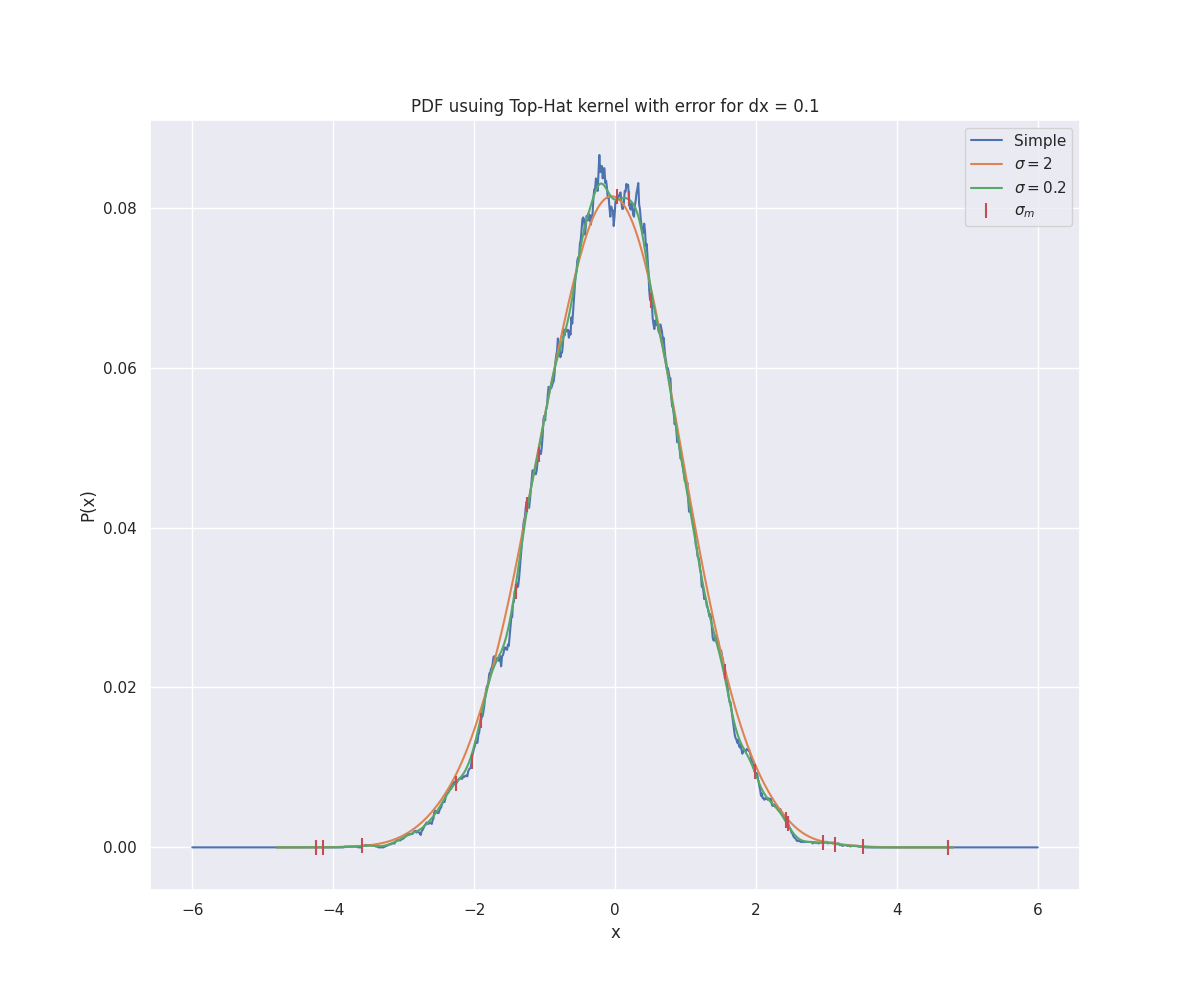 PDF usuing Top-Hat kernel with error for dx = 0.1
Simple
σ = 2
σ = 0.2
σₘ
P(x)
0.08
0.06
0.04
0.02
0.00
−6
−4
−2
0
2
4
6
x